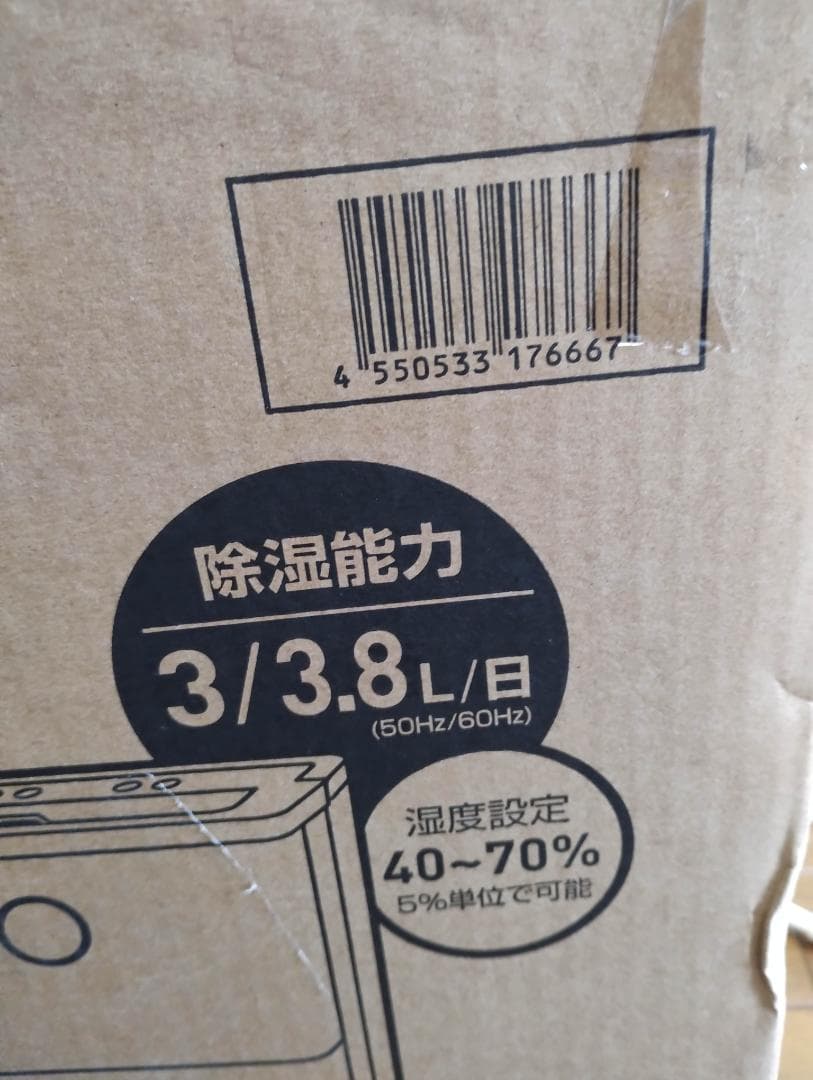 4 550533 176667
除湿能力
3/3.8L/日
(50Hz/60Hz)
湿度設定
40~70%
5%単位で可能